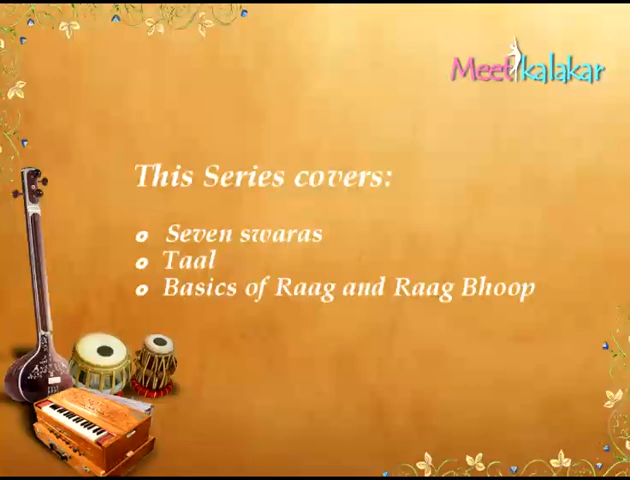 Meetkalakar
This Series covers:
Seven swaras
Taal
Basics of Raag and Raag Bhoop